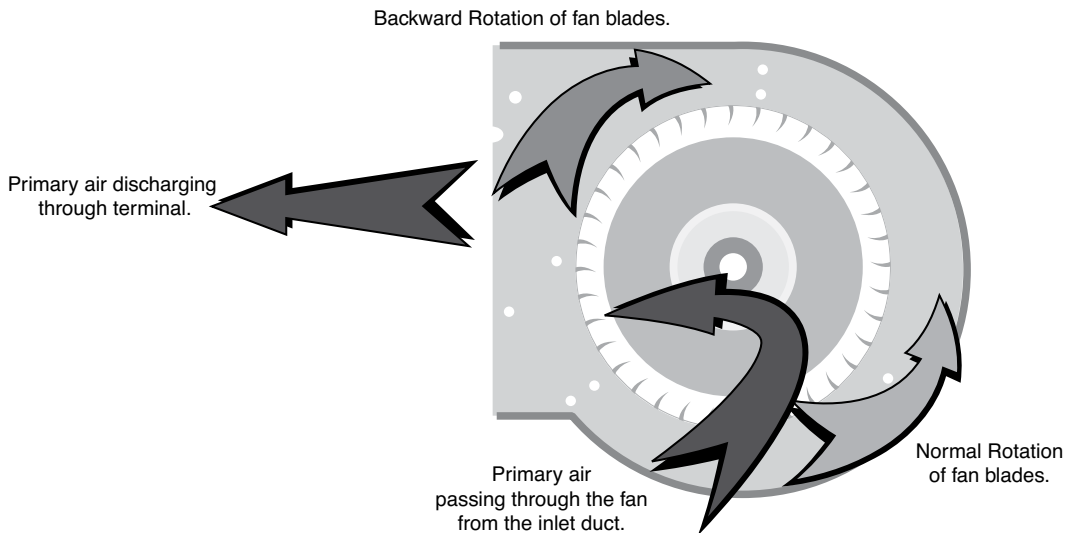 Backward Rotation of fan blades.
Primary air discharging
through terminal.
Normal Rotation
of fan blades.
Primary air
passing through the fan
from the inlet duct.